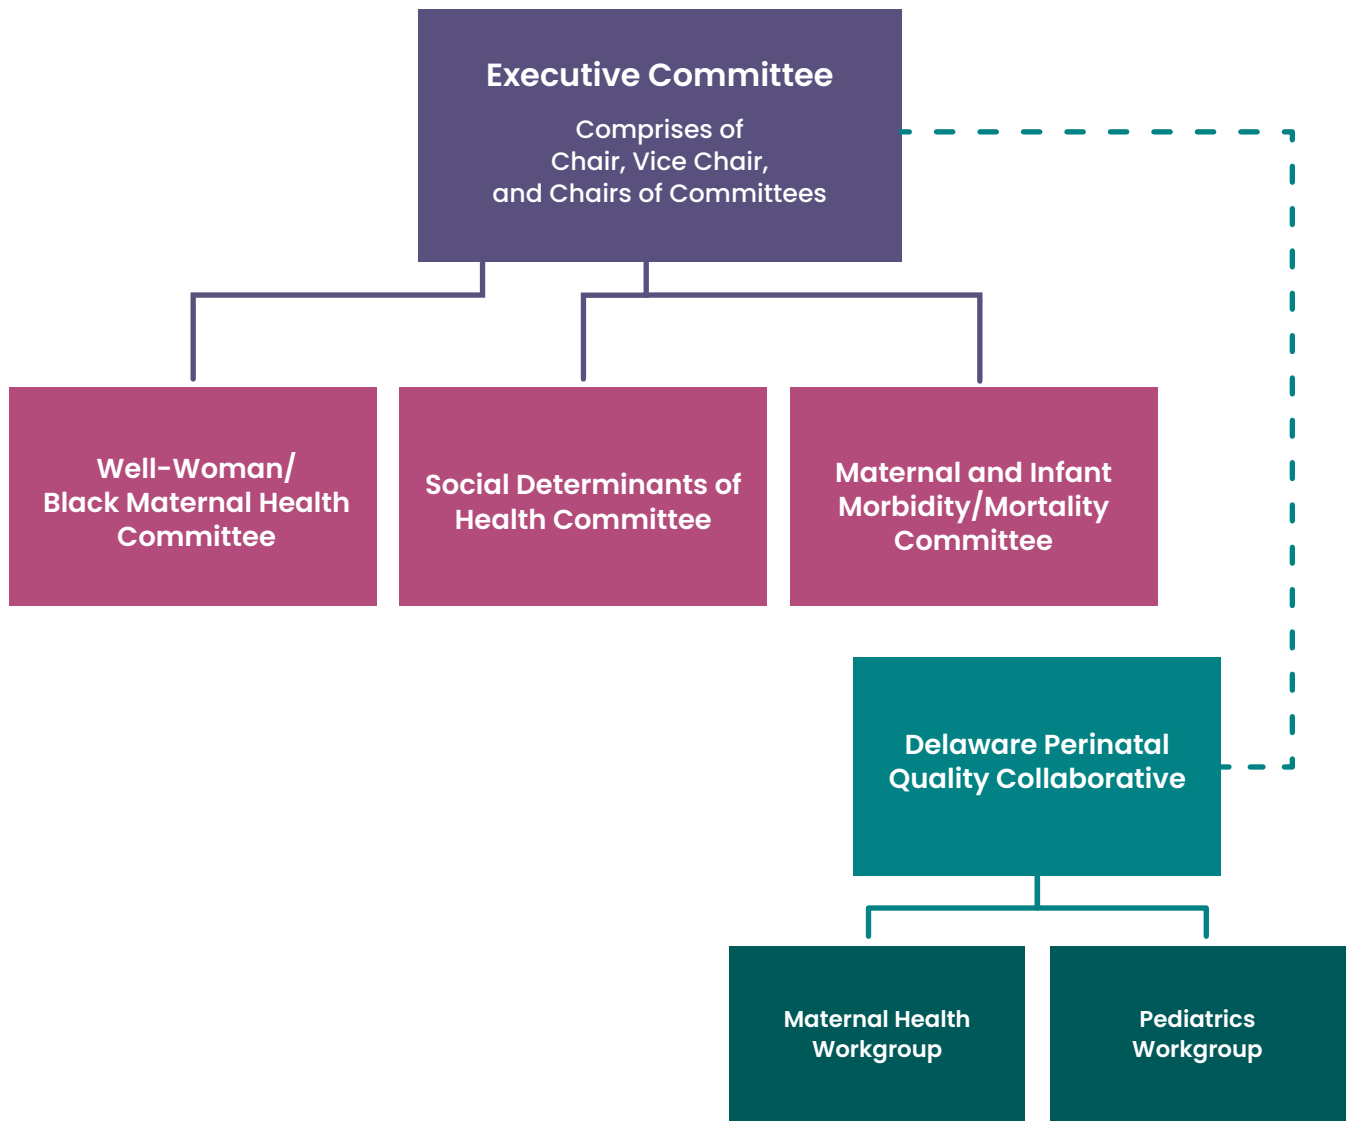 Executive Committee
Comprises of
Chair, Vice Chair,
and Chairs of Committees
Well-Woman/
Black Maternal Health
Committee
Social Determinants of
Health Committee
Maternal and Infant
Morbidity/Mortality
Committee
Delaware Perinatal
Quality Collaborative
Maternal Health
Workgroup
Pediatrics
Workgroup